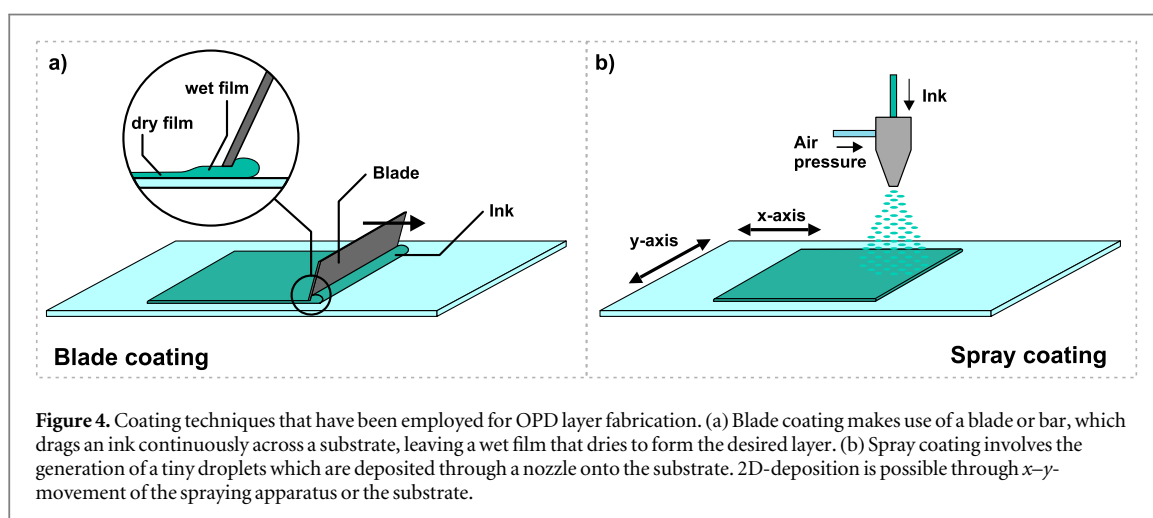 a)
wet film
dry film
Blade
Ink
Blade coating
b)
Ink
Air
pressure
x-axis
y-axis
Spray coating
Figure 4. Coating techniques that have been employed for OPD layer fabrication. (a) Blade coating makes use of a blade or bar, which
drags an ink continuously across a substrate, leaving a wet film that dries to form the desired layer. (b) Spray coating involves the
generation of a tiny droplets which are deposited through a nozzle onto the substrate. 2D-deposition is possible through x–y-
movement of the spraying apparatus or the substrate.